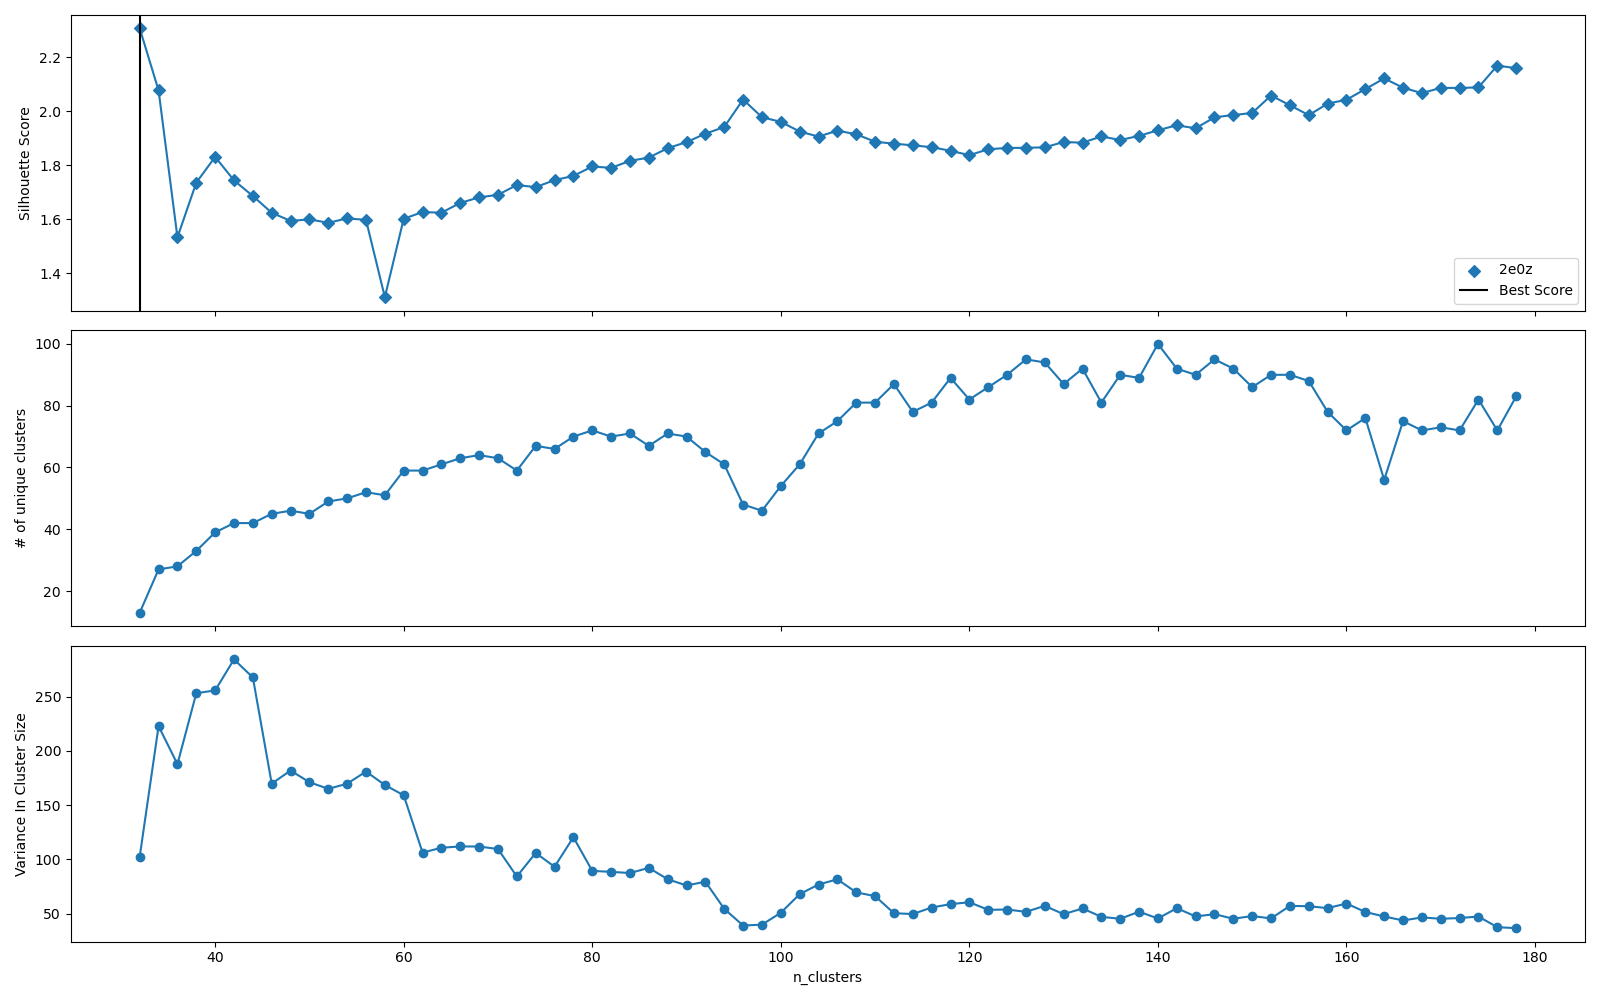 2.2
2.0
1.8
1.6
1.4
Silhouette Score
2e0z
Best Score
100
80
60
40
20
# of unique clusters
250
200
150
100
50
Variance In Cluster Size
40 60 80 100 120 140 160 180
n_clusters